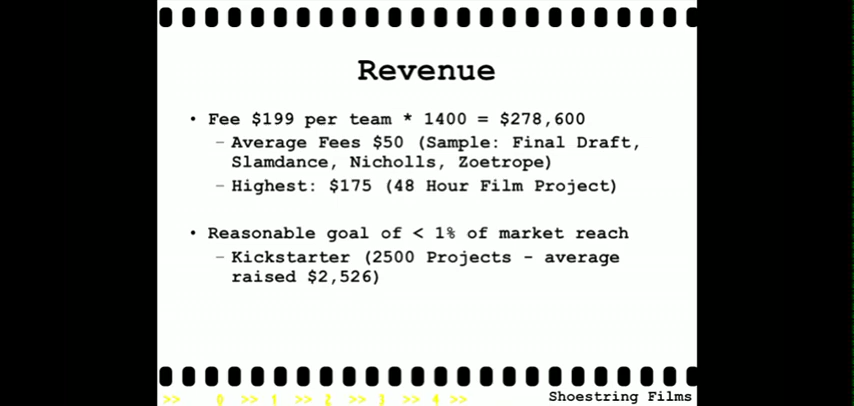 Revenue
• Fee $199 per team * 1400 = $278,600
– Average Fees $50 (Sample: Final Draft,
Slamdance, Nicholls, Zoetrope)
– Highest: $175 (48 Hour Film Project)
• Reasonable goal of < 1% of market reach
– Kickstarter (2500 Projects - average
raised $2,526)
>> 0 >> 1 >> 2 >> 3 >> 4 >>
Shoestring Films